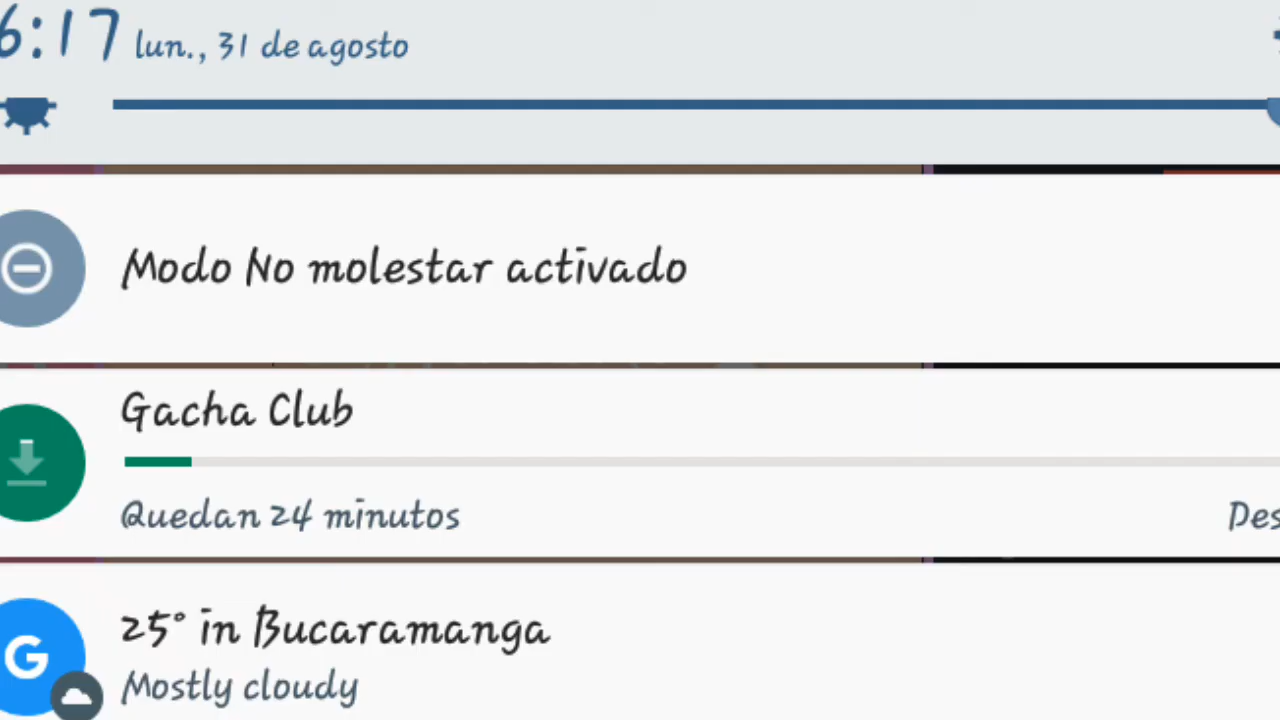 6:17 lun., 31 de agosto
Modo No molestar activado
Gacha Club
Quedan 24 minutos
Des
25° in Bucaramanga
G
Mostly cloudy